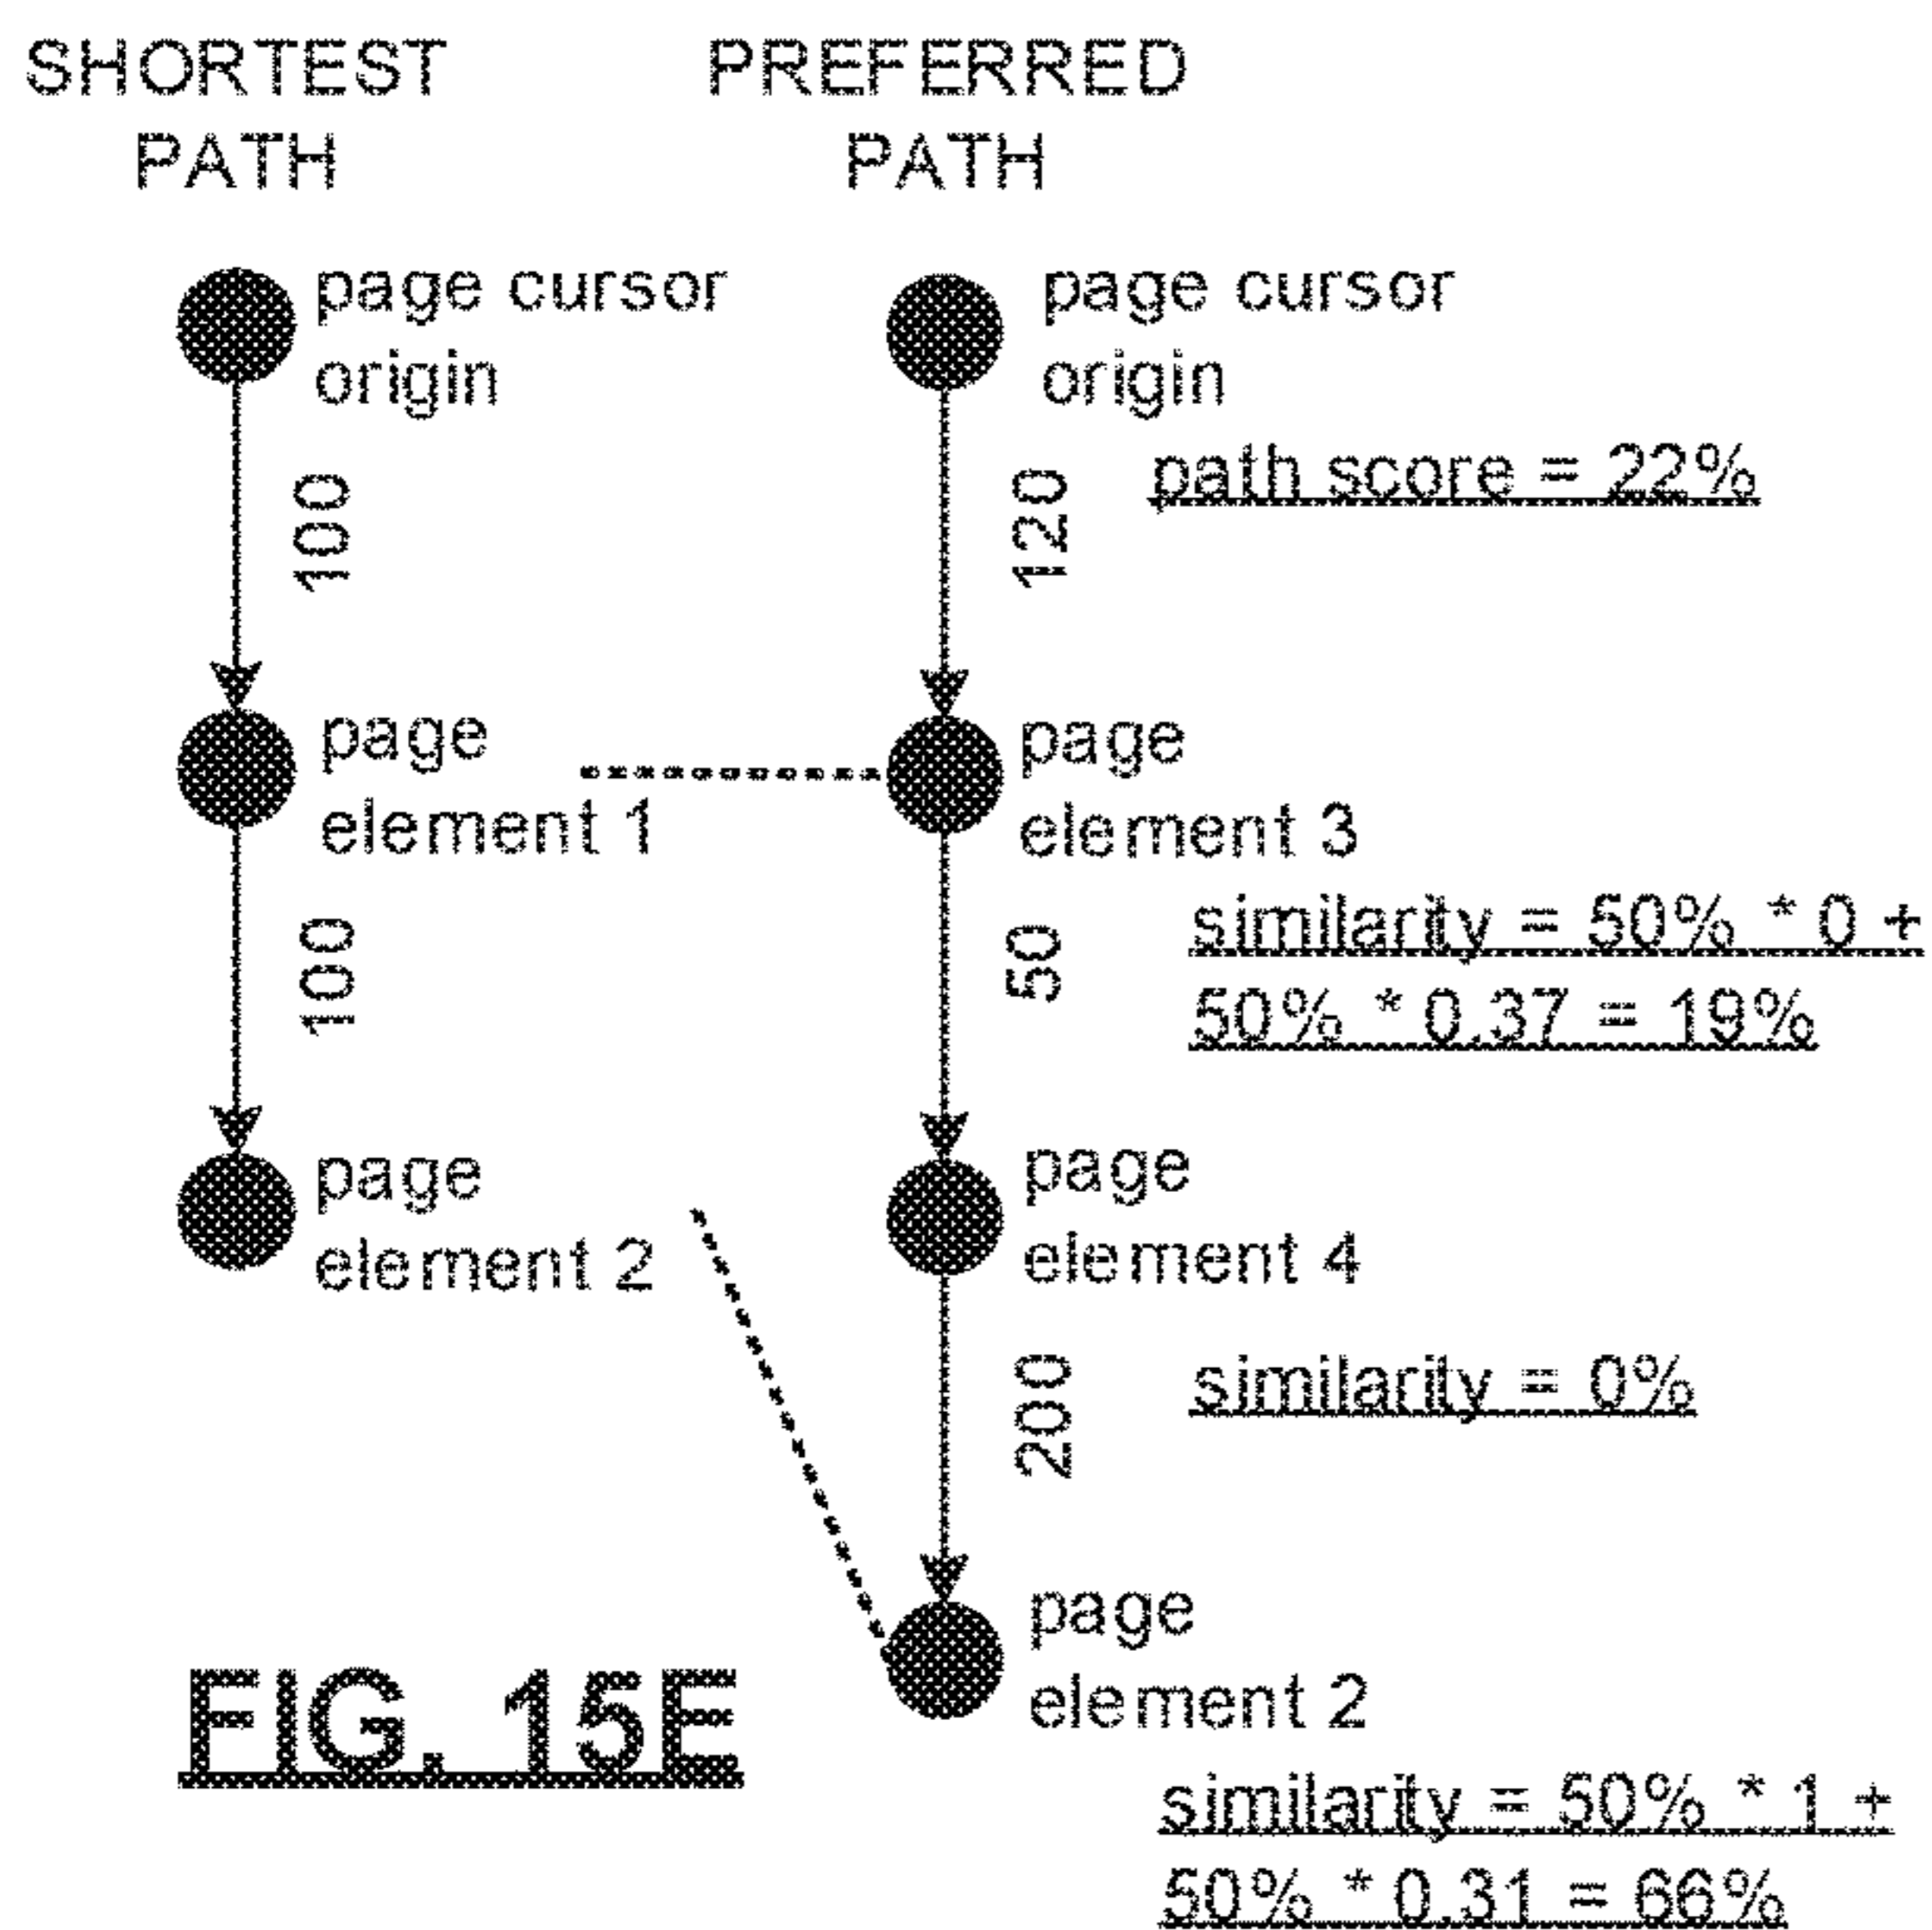 SHORTEST
PATH
PREFERRED
PATH
page cursor
origin
100
page
element 1
100
page
element 2
page cursor
origin
path score = 22%
120
page
element 3
similarity = 50% * 0 +
50% * 0.37 = 19%
50
page
element 4
similarity = 0%
200
page
element 2
similarity = 50% * 1 +
50% * 0.31 = 66%
FIG. 15E